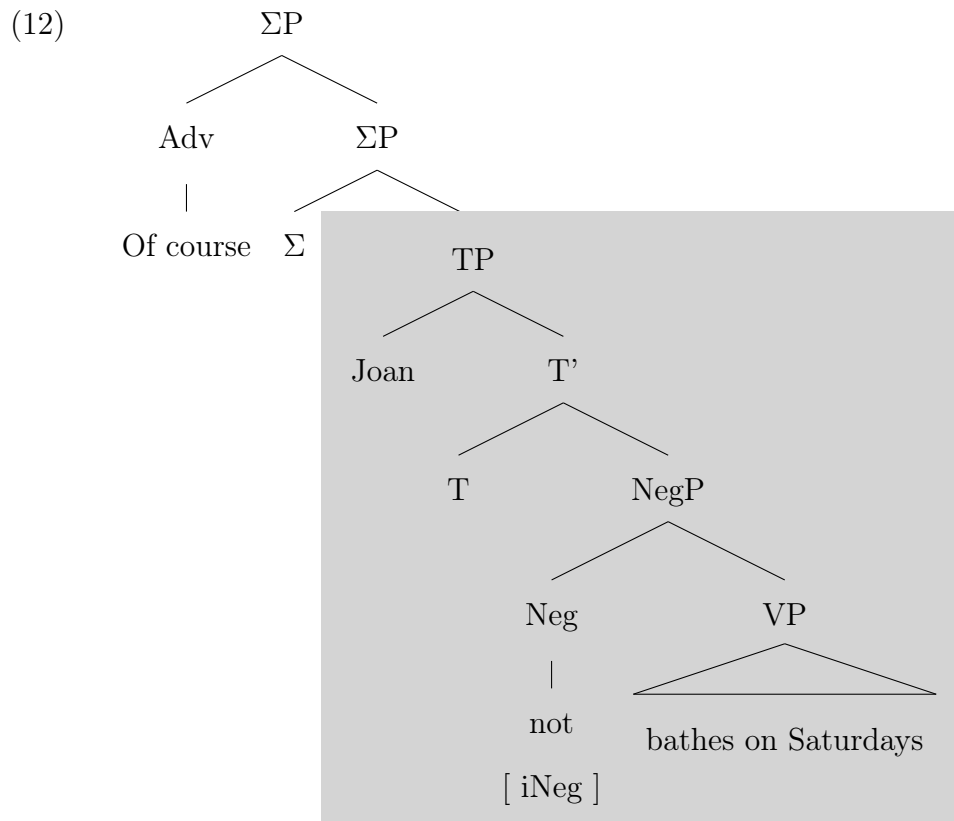 (12) ΣP
Adv ΣP
Of course Σ
TP
Joan T’
T NegP
Neg VP
not
bathes on Saturdays
[ iNeg ]